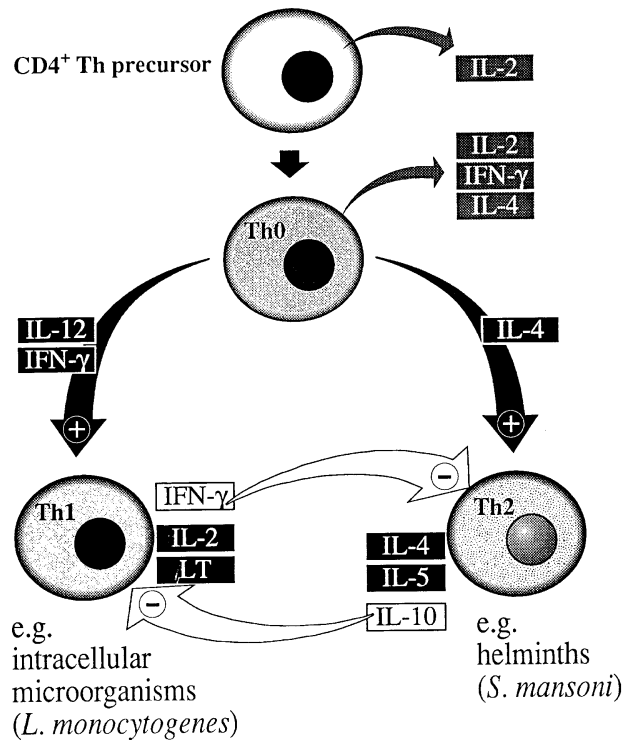 CD4+ Th precursor
IL-2
IL-2
IFN-γ
IL-4
Th0
IL-12
IFN-γ
IL-4
+
+
Th1
IFN-γ
IL-2
LT
−
Th2
IL-4
IL-5
IL-10
−
e.g.
intracellular
microorganisms
(L. monocytogenes)
e.g.
helminths
(S. mansoni)